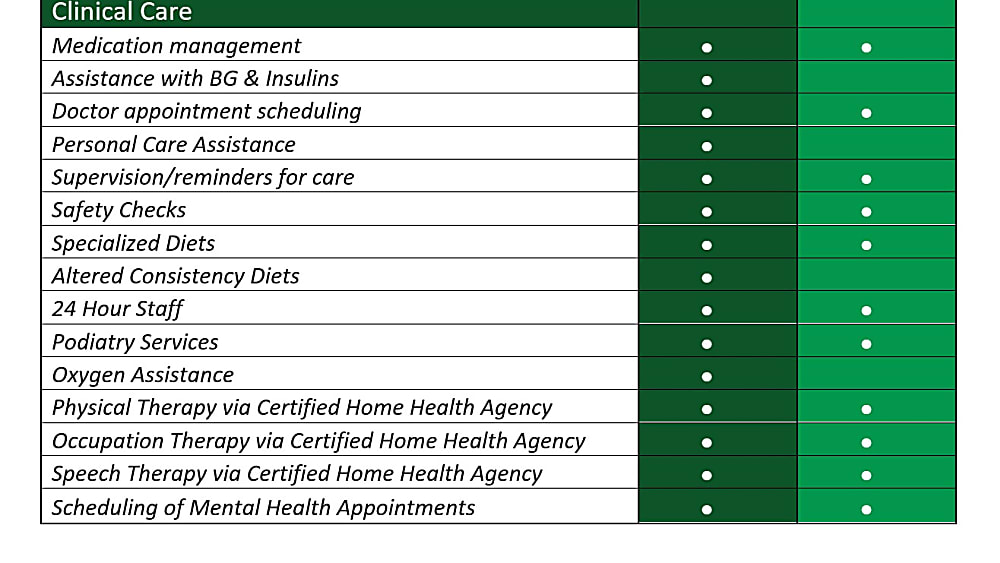 Clinical Care
Medication management ● ●
Assistance with BG & Insulins ●
Doctor appointment scheduling ● ●
Personal Care Assistance ●
Supervision/reminders for care ● ●
Safety Checks ● ●
Specialized Diets ● ●
Altered Consistency Diets ●
24 Hour Staff ● ●
Podiatry Services ● ●
Oxygen Assistance ●
Physical Therapy via Certified Home Health Agency ● ●
Occupation Therapy via Certified Home Health Agency ● ●
Speech Therapy via Certified Home Health Agency ● ●
Scheduling of Mental Health Appointments ● ●